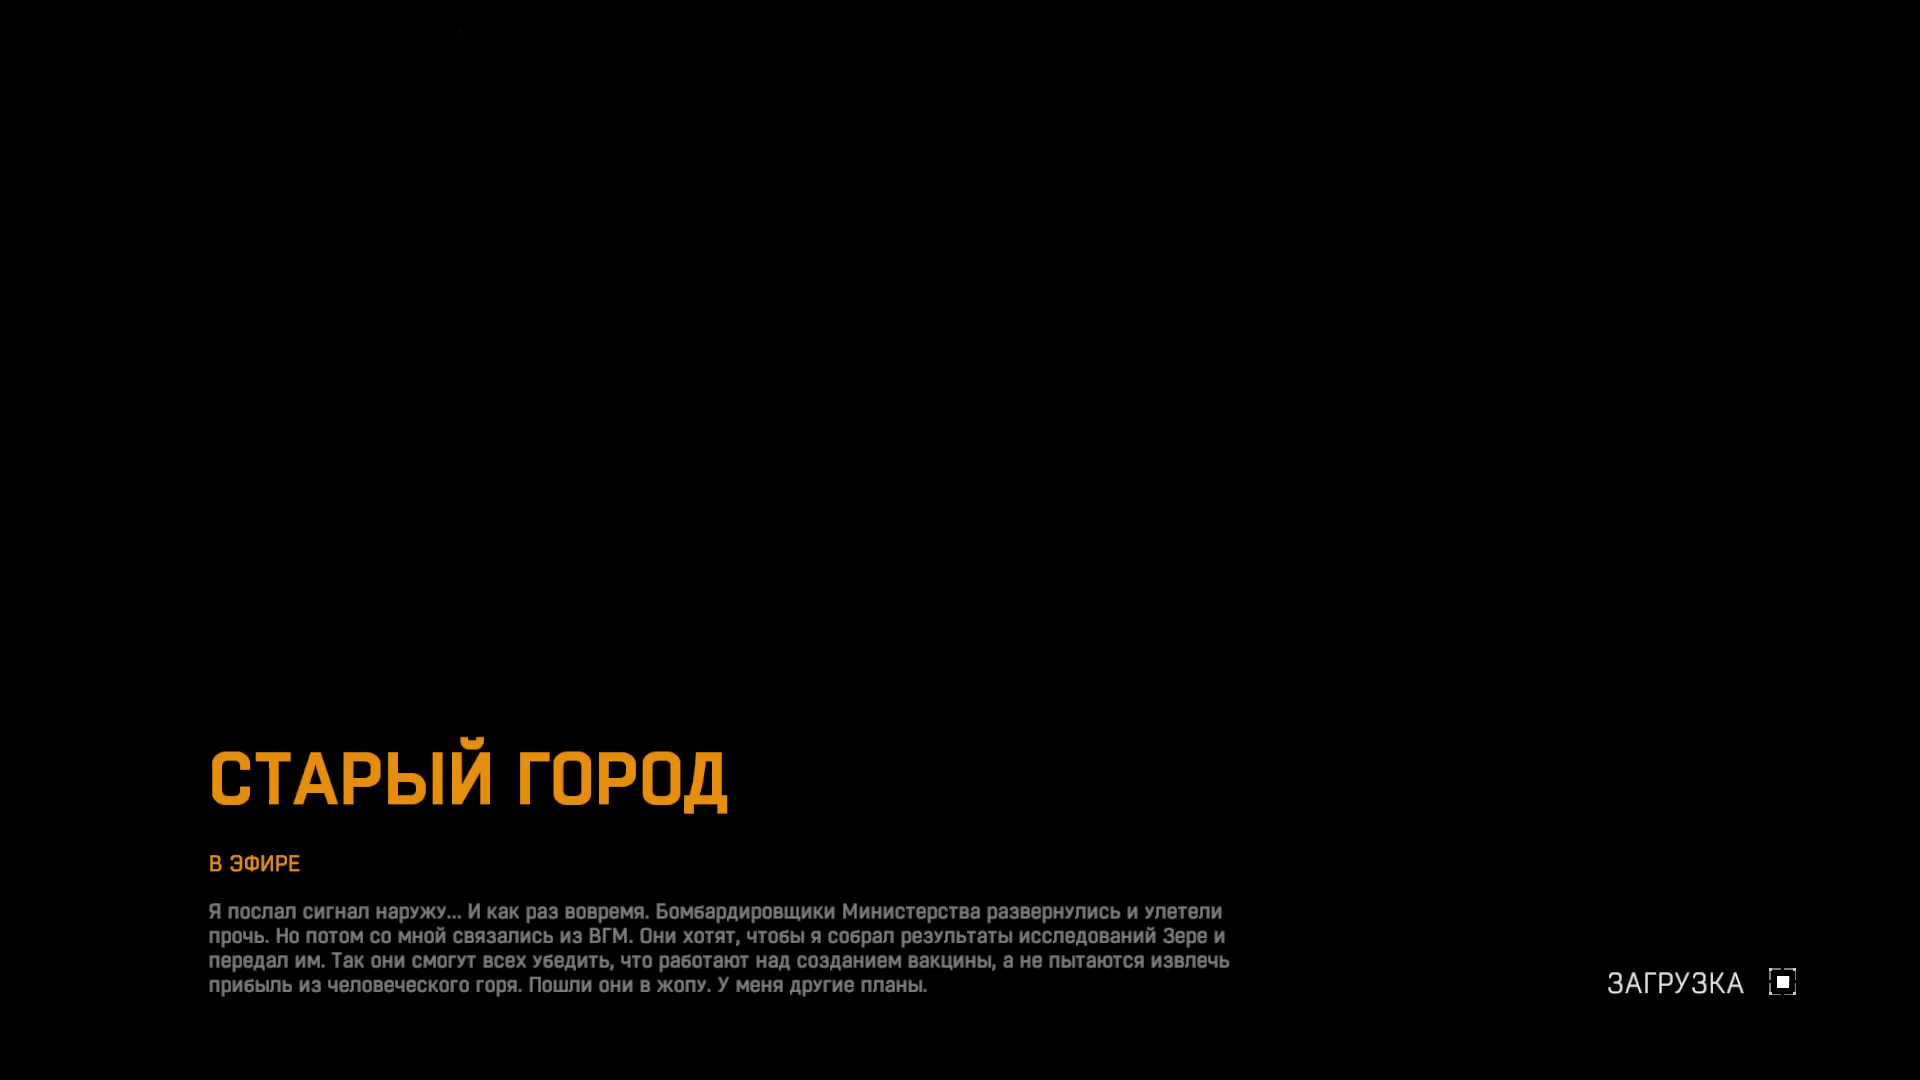 СТАРЫЙ ГОРОД
В ЭФИРЕ
Я послал сигнал наружу... И как раз вовремя. Бомбардировщики Министерства развернулись и улетели
прочь. Но потом со мной связались из ВГМ. Они хотят, чтобы я собрал результаты исследований Зере и
передал им. Так они смогут всех убедить, что работают над созданием вакцины, а не пытаются извлечь
прибыль из человеческого горя. Пошли они в жопу. У меня другие планы.
ЗАГРУЗКА